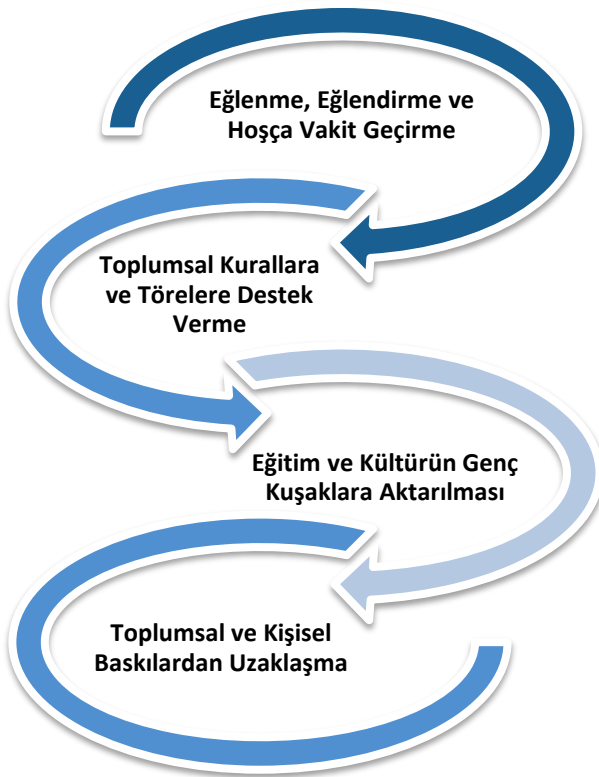 Eğlenme, Eğlendirme ve
Hoşça Vakit Geçirme
Toplumsal Kurallara
ve Törelere Destek
Verme
Eğitim ve Kültürün Genç
Kuşaklara Aktarılması
Toplumsal ve Kişisel
Baskılardan Uzaklaşma